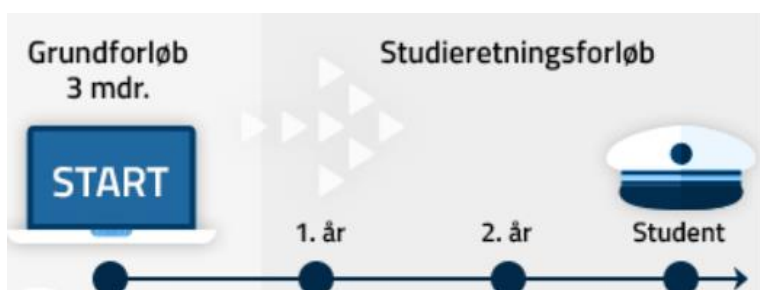 Grundforløb
3 mdr.
Studieretningsforløb
START
1. år
2. år
Student